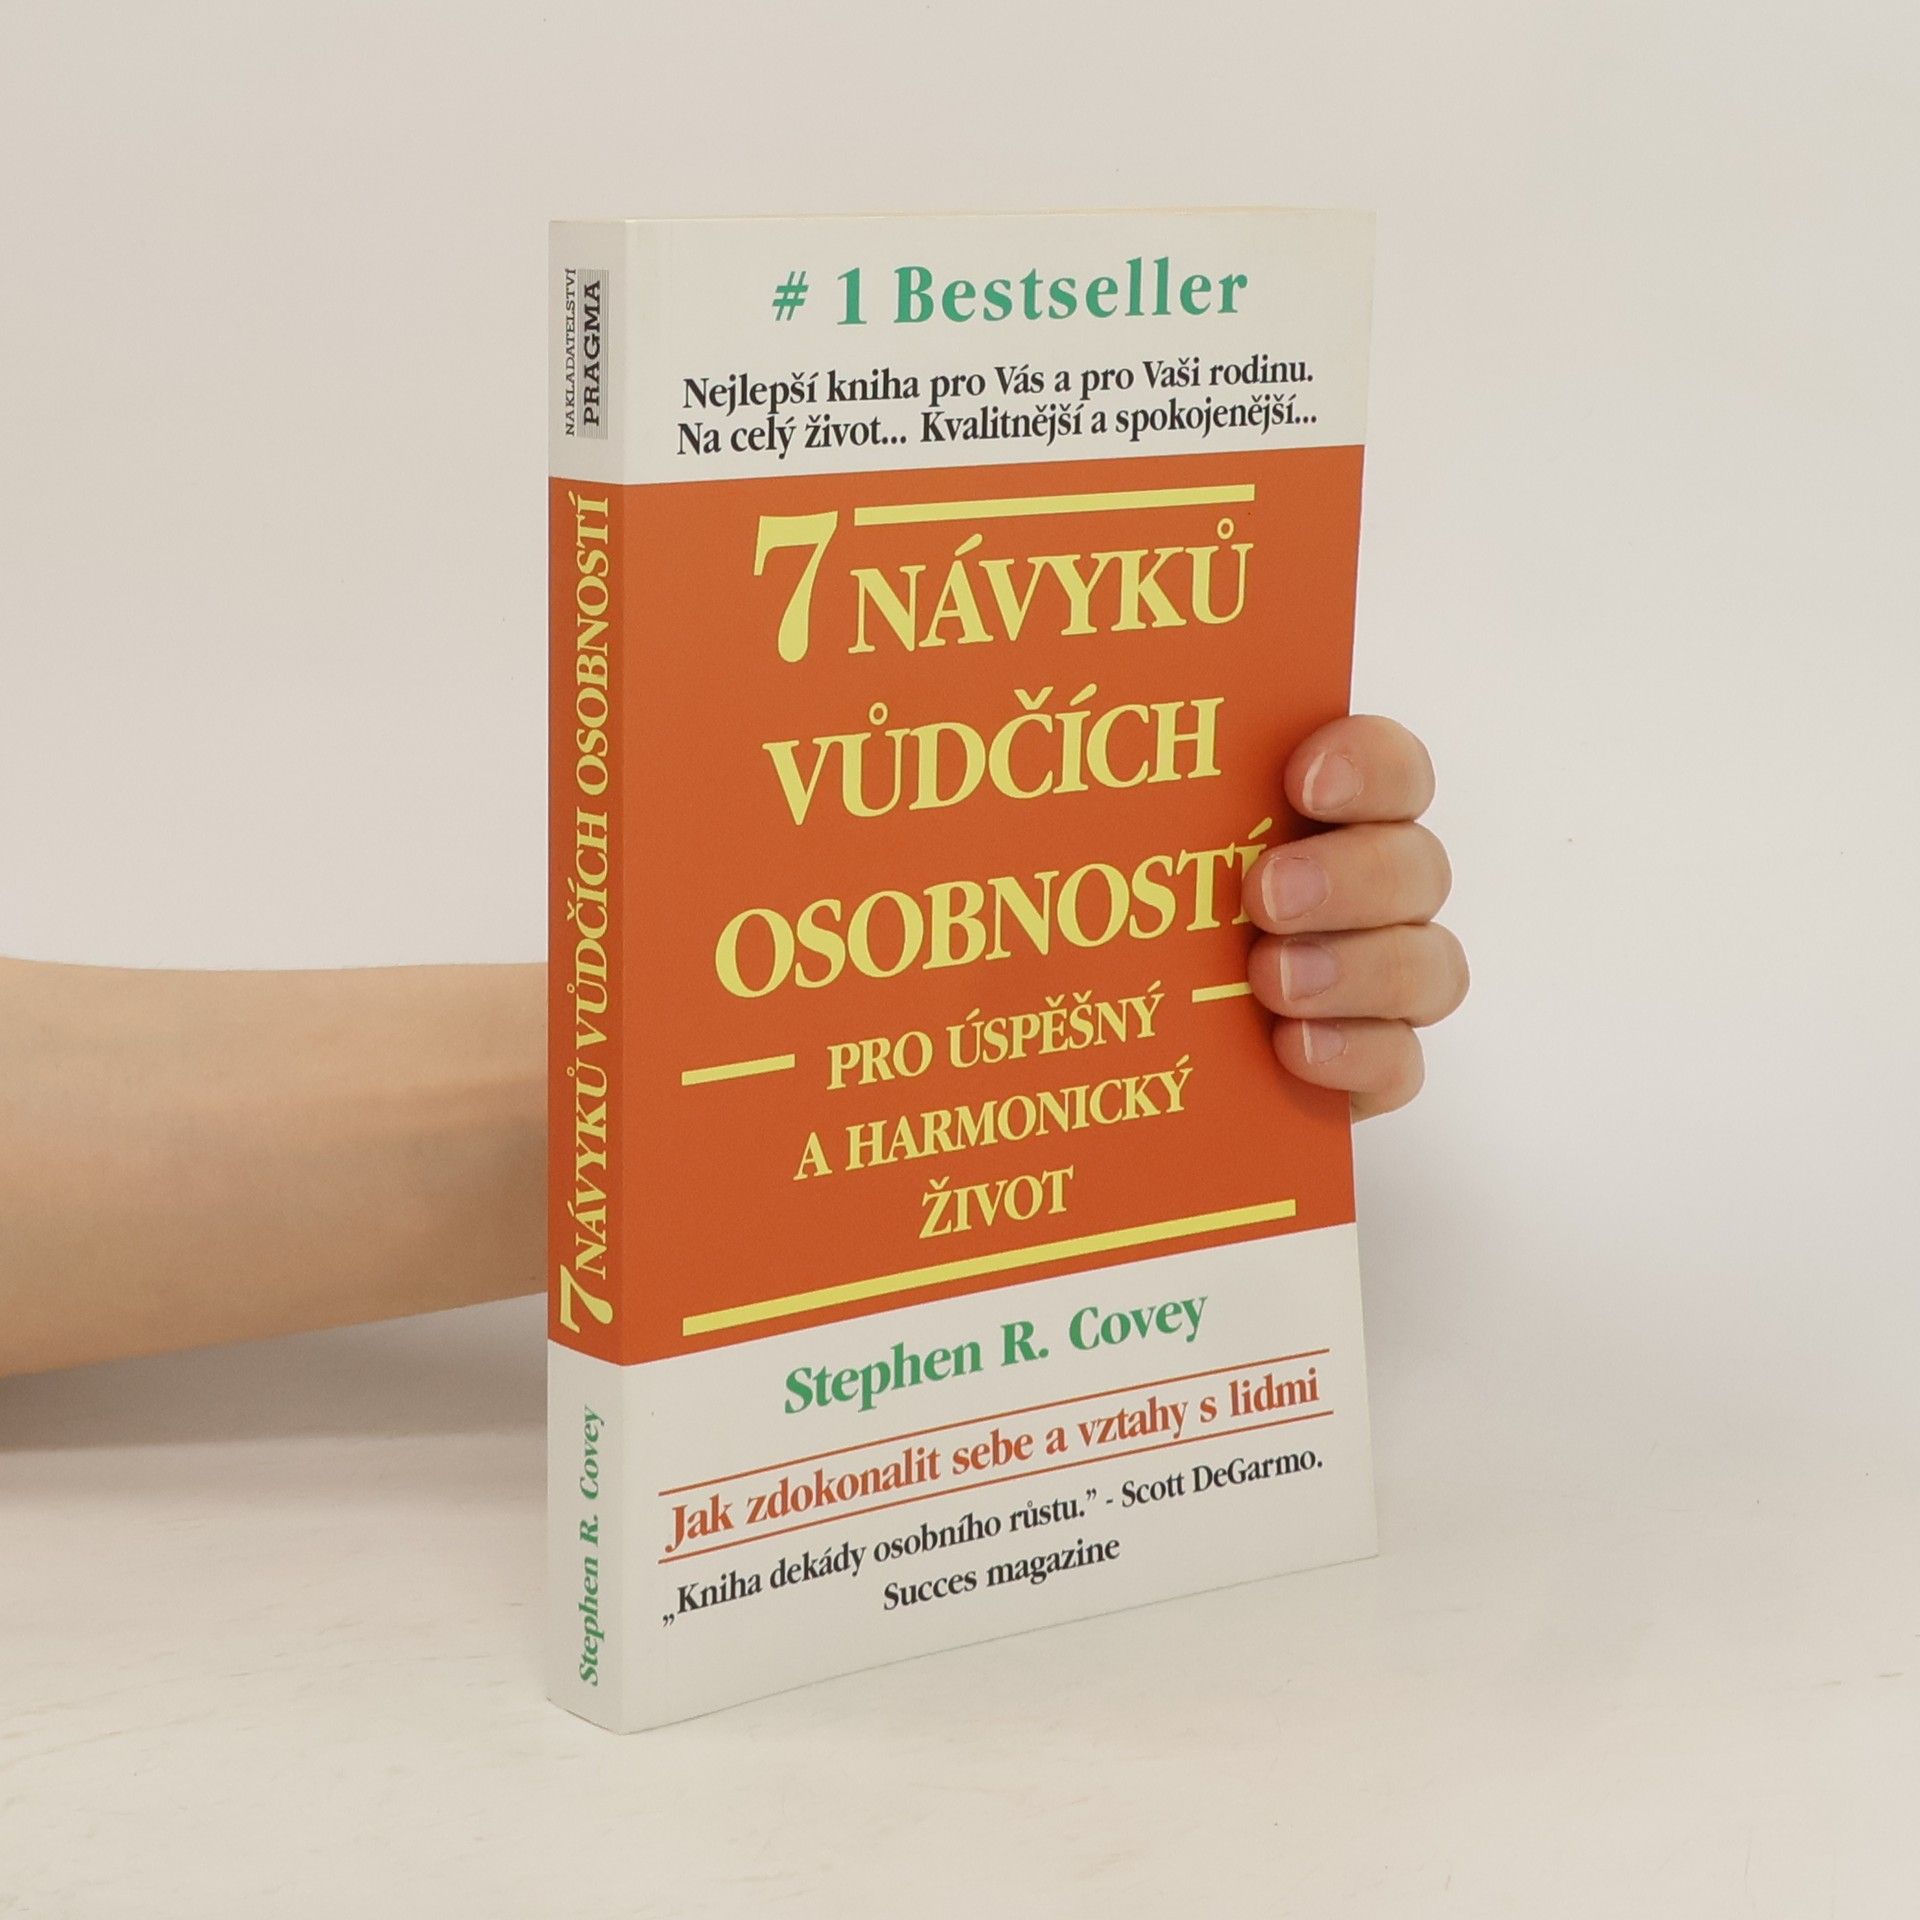 NAKLADATELSTVÍ
PRAGMA
7 NÁVYKŮ VŮDČÍCH OSOBNOSTÍ
Stephen R. Covey
# 1 Bestseller
Nejlepší kniha pro Vás a pro Vaši rodinu.
Na celý život... Kvalitnější a spokojenější...
7 NÁVYKŮ
VŮDČÍCH
OSOBNOSTÍ
PRO ÚSPĚŠNÝ
A HARMONICKÝ
ŽIVOT
Stephen R. Covey
Jak zdokonalit sebe a vztahy s lidmi
„Kniha dekády osobního růstu.” - Scott DeGarmo.
Succes magazine